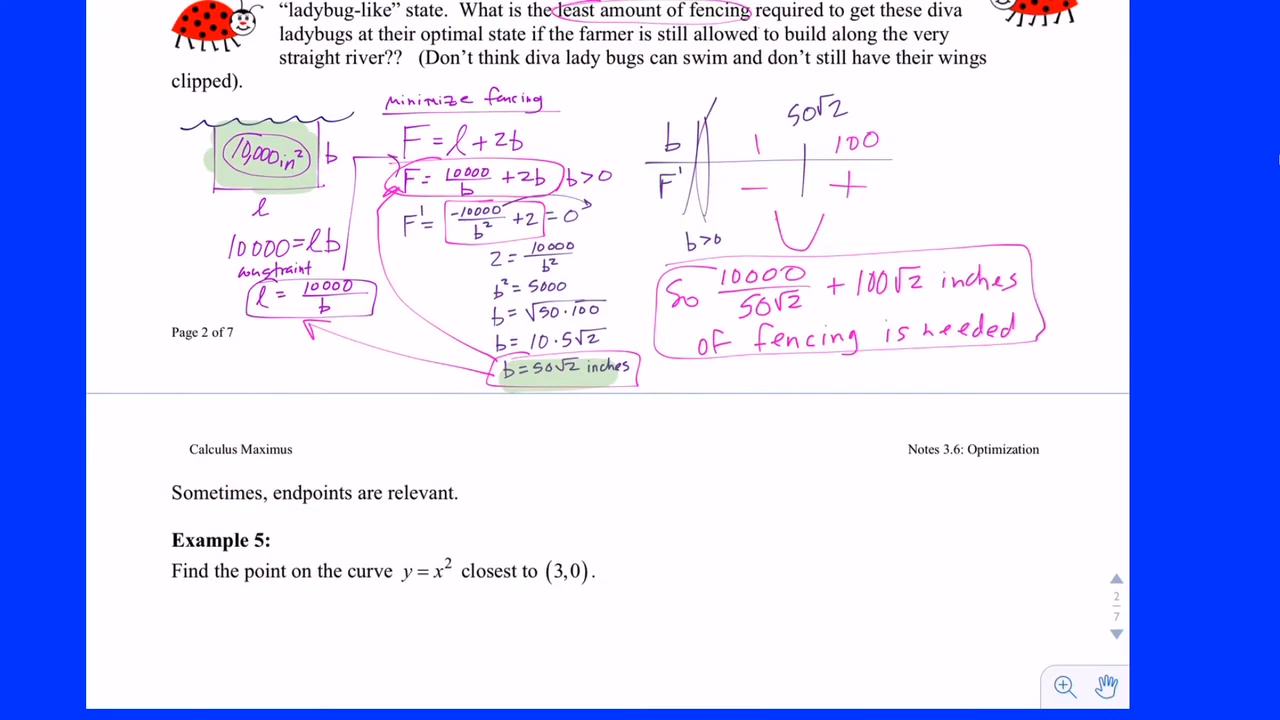 “ladybug-like” state. What is the least amount of fencing required to get these diva
ladybugs at their optimal state if the farmer is still allowed to build along the very
straight river?? (Don’t think diva lady bugs can swim and don’t still have their wings
clipped).
minimize fencing
F = l + 2b
F = 10000/b + 2b b>0
F' = -10000/b² + 2 = 0
2 = 10000/b²
b² = 5000
b = √50·100
b = 10·5√2
b = 50√2 inches
10,000 in²
b
l
10000 = lb
constraint
l = 10000/b
50√2
b 1 100
F' − +
b>0
So 10000/50√2 + 100√2 inches
of fencing is needed
Page 2 of 7
Calculus Maximus
Notes 3.6: Optimization
Sometimes, endpoints are relevant.
Example 5:
Find the point on the curve y = x² closest to (3,0).
2
7